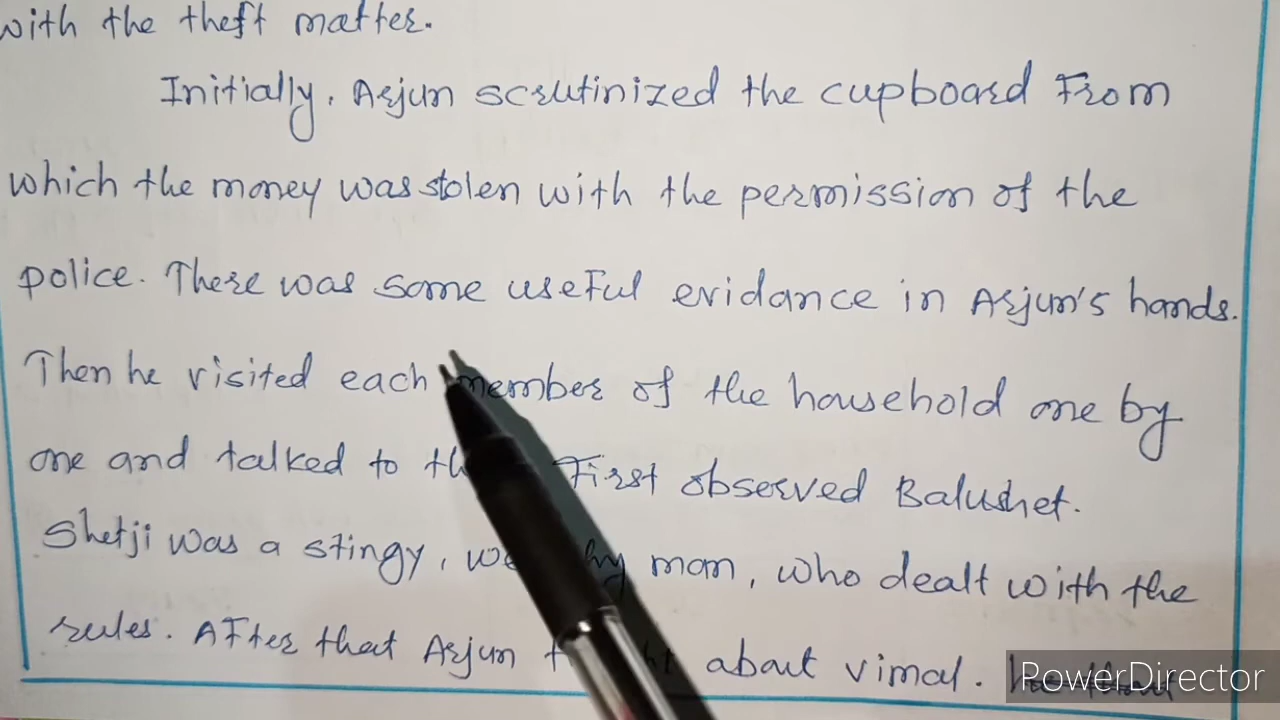 with the theft matter.
Initially, Arjun scrutinized the cupboard From
which the money was stolen with the permission of the
police. There was some useful evidance in Arjun's hands.
Then he visited each member of the household one by
one and talked to First observed Balushet.
Shetji was a stingy, man, who dealt with the
rules. After that Arjun about vimal.
PowerDirector